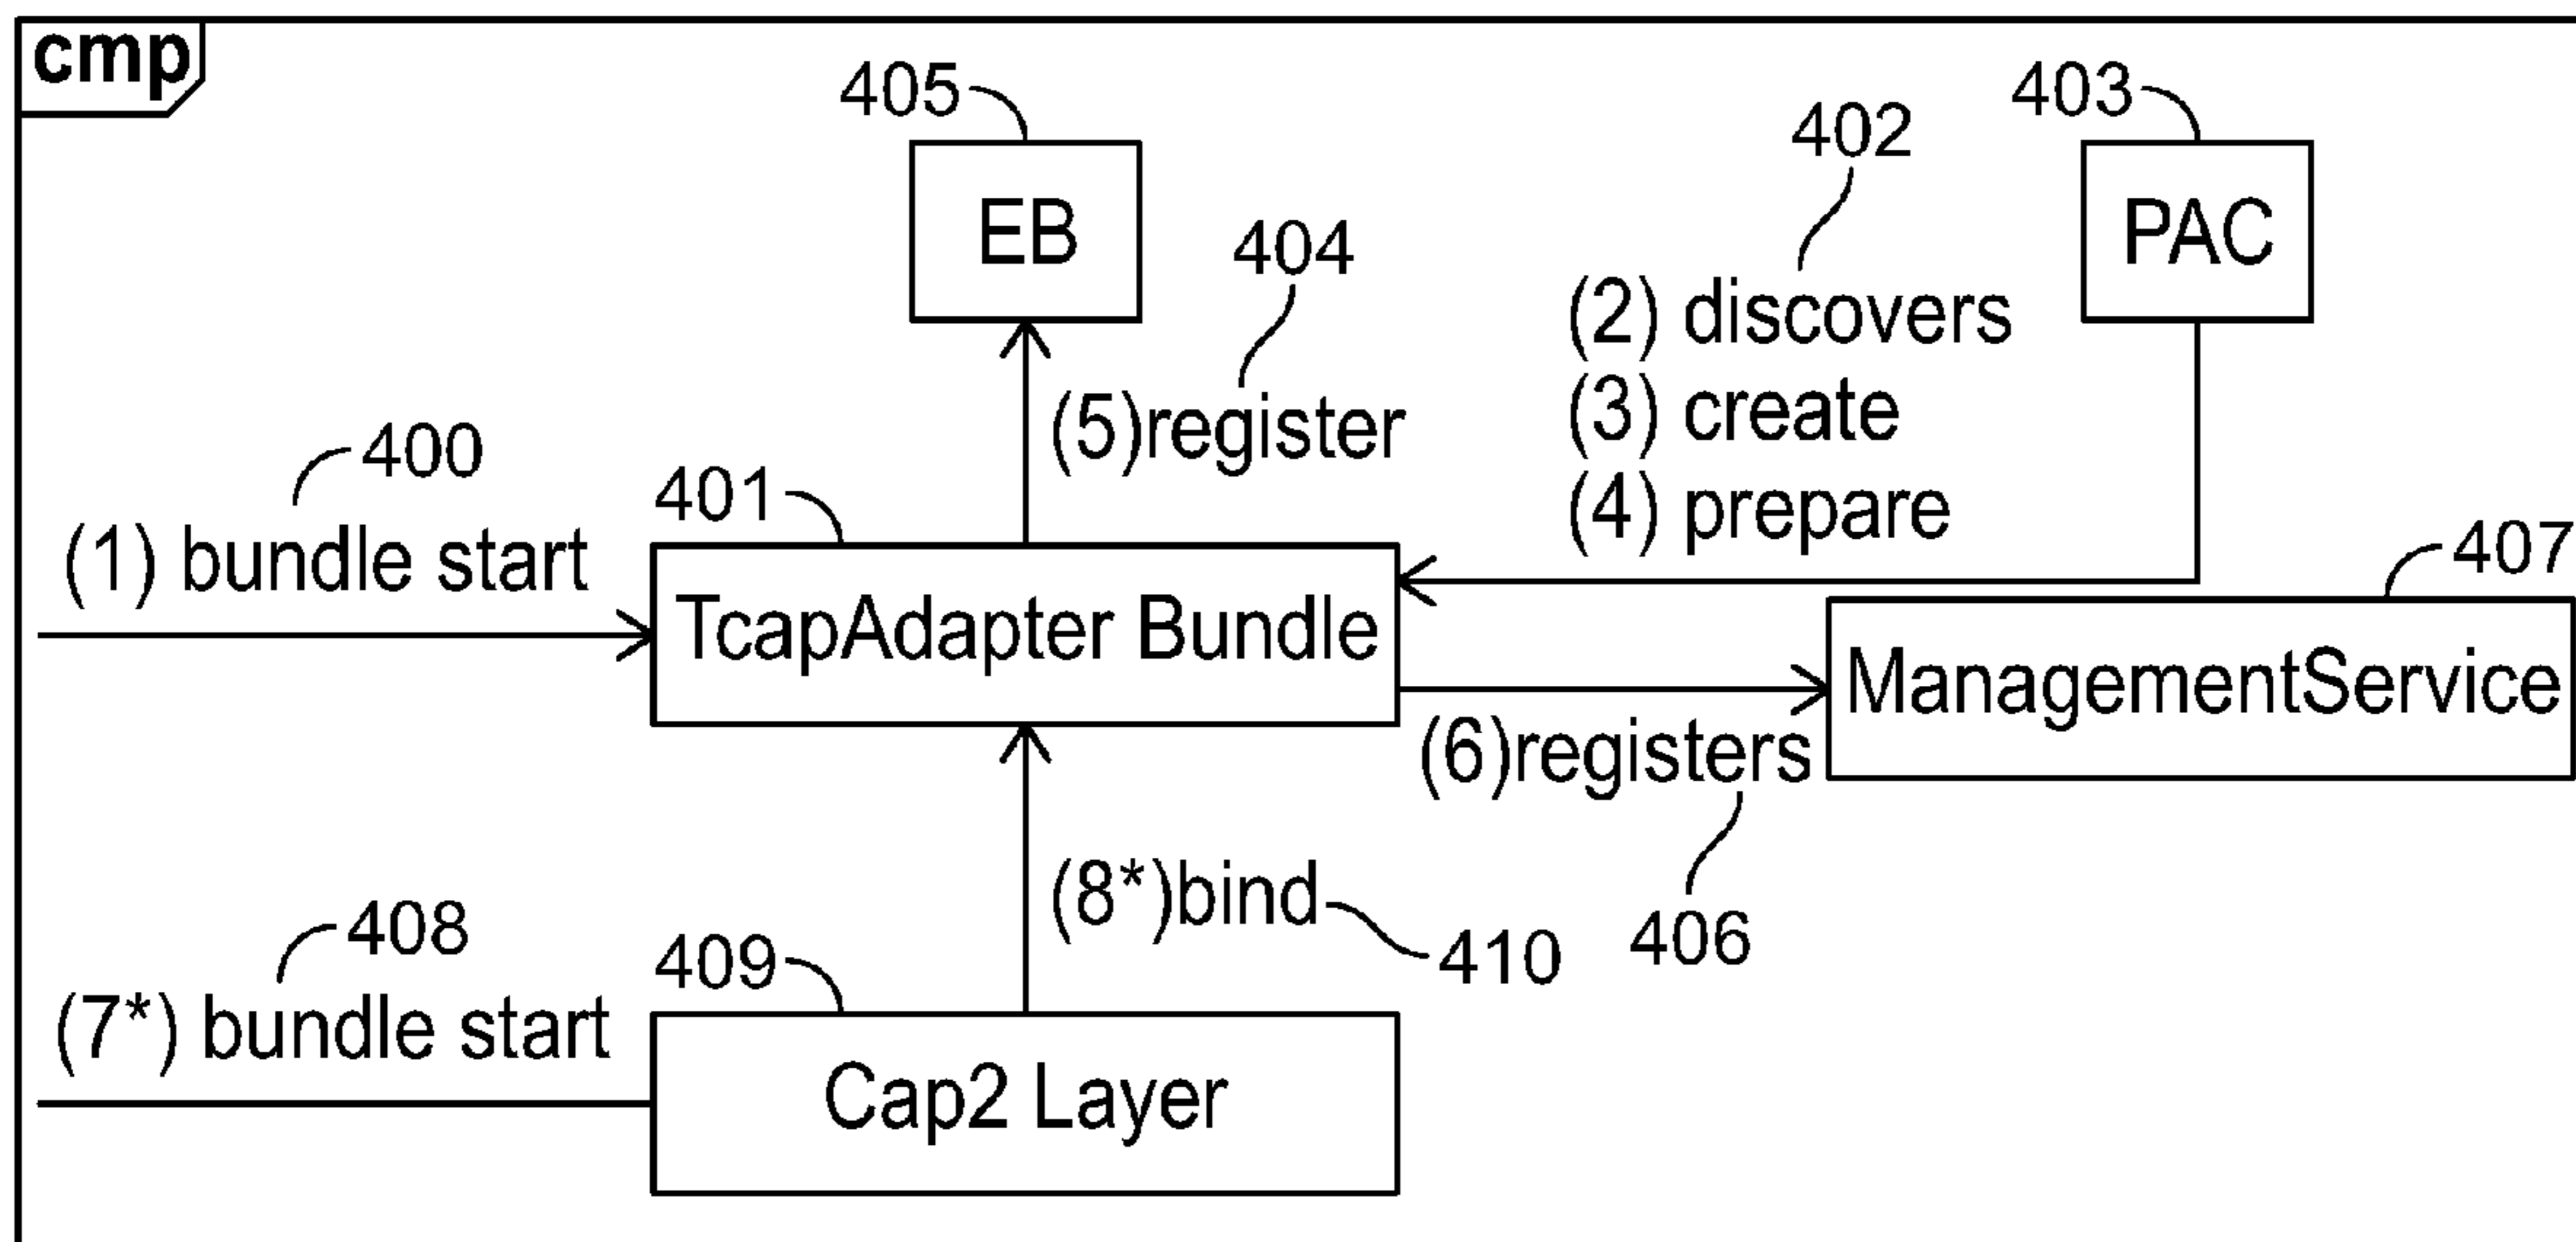 cmp
405
403
402
EB
404
PAC
(2) discovers
(3) create
(4) prepare
(5)register
400
401
(1) bundle start
407
TcapAdapter Bundle
ManagementService
(6)registers
(8*)bind
408
409
410
406
(7*) bundle start
Cap2 Layer